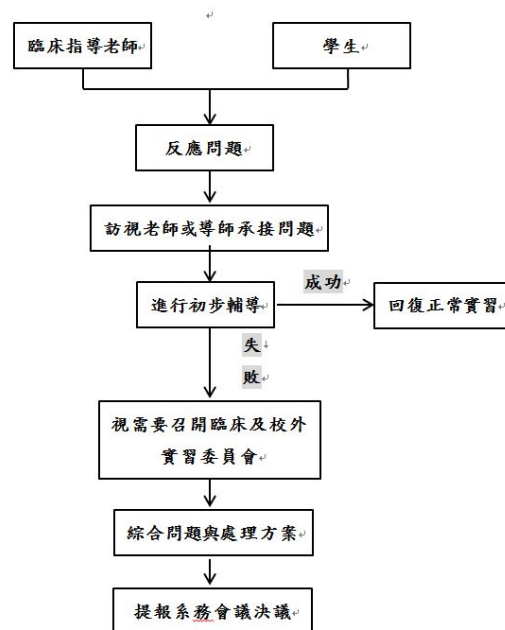 臨床指導老師
學生
反應問題
訪視老師或導師承接問題
進行初步輔導
成功
回復正常實習
失
敗
視需要召開臨床及校外
實習委員會
綜合問題與處理方案
提報系務會議決議